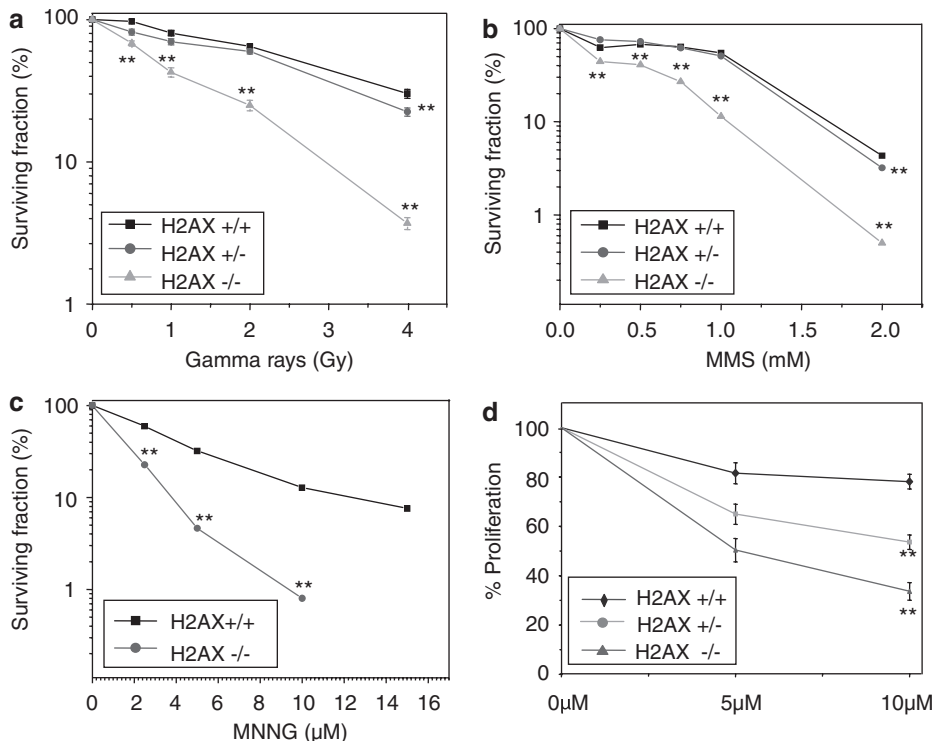 a
Surviving fraction (%)
100
10
1
**
**
**
**
**
H2AX +/+
H2AX +/-
H2AX -/-
0
1
2
3
4
Gamma rays (Gy)
b
Surviving fraction (%)
100
10
1
**
**
**
**
**
**
H2AX +/+
H2AX +/-
H2AX -/-
0.0
0.5
1.0
1.5
2.0
MMS (mM)
c
Surviving fraction (%)
100
10
1
**
**
**
H2AX+/+
H2AX -/-
0
2
4
6
8
10
12
14
16
MNNG (µM)
d
% Proliferation
100
80
60
40
20
0
**
**
H2AX +/+
H2AX +/-
H2AX -/-
0µM
5µM
10µM